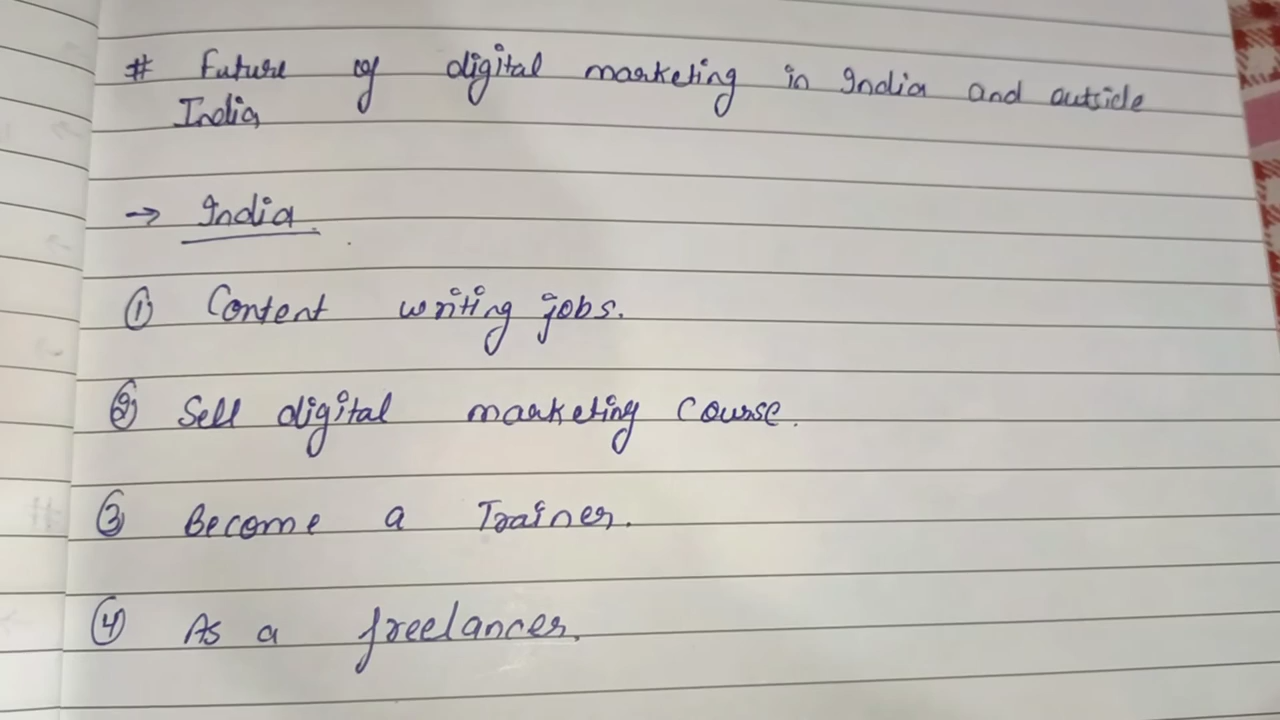 # Future of digital marketing in India and outside
India
→ India.
① Content writing jobs.
② Sell digital marketing course.
③ Become a Trainer.
④ As a freelancer.